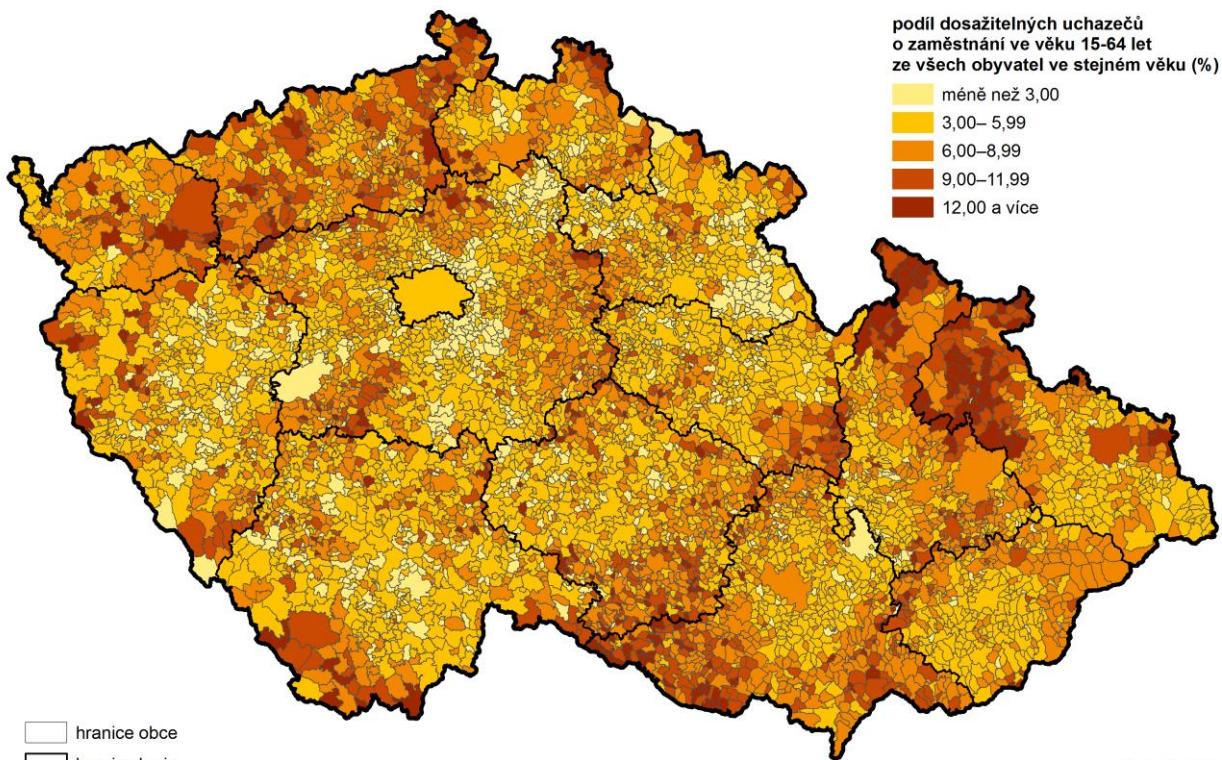 podíl dosažitelných uchazečů
o zaměstnání ve věku 15-64 let
ze všech obyvatel ve stejném věku (%)
méně než 3,00
3,00– 5,99
6,00–8,99
9,00–11,99
12,00 a více
hranice obce